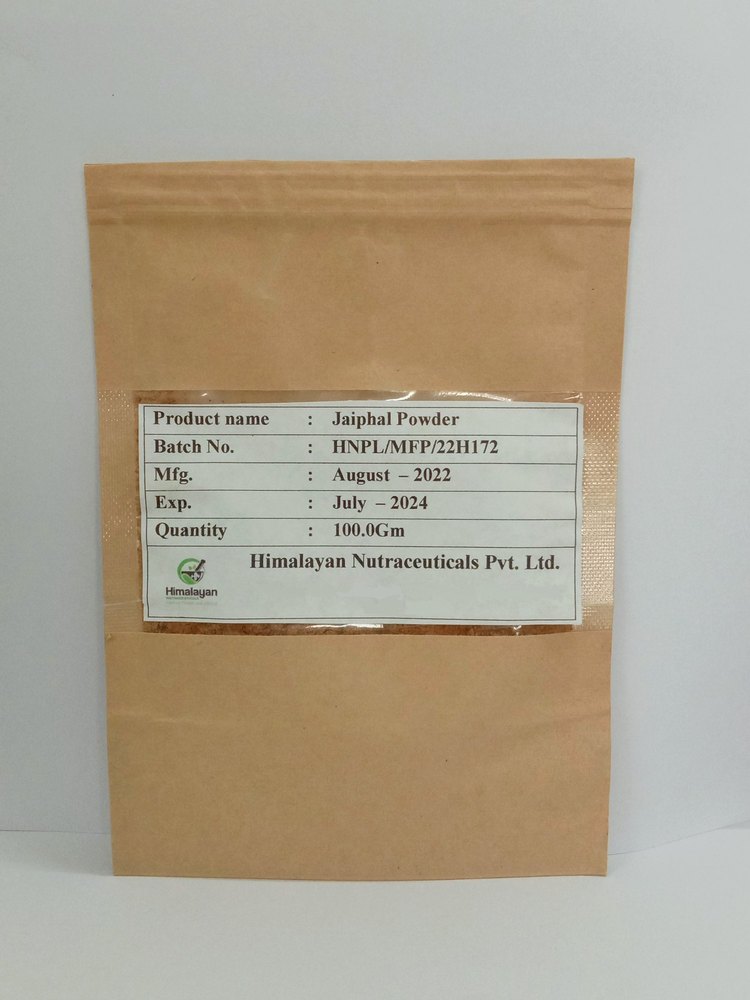 Product name : Jaiphal Powder
Batch No. : HNPL/MFP/22H172
Mfg. : August – 2022
Exp. : July – 2024
Quantity : 100.0Gm
Himalayan Nutraceuticals Pvt. Ltd.
Himalayan